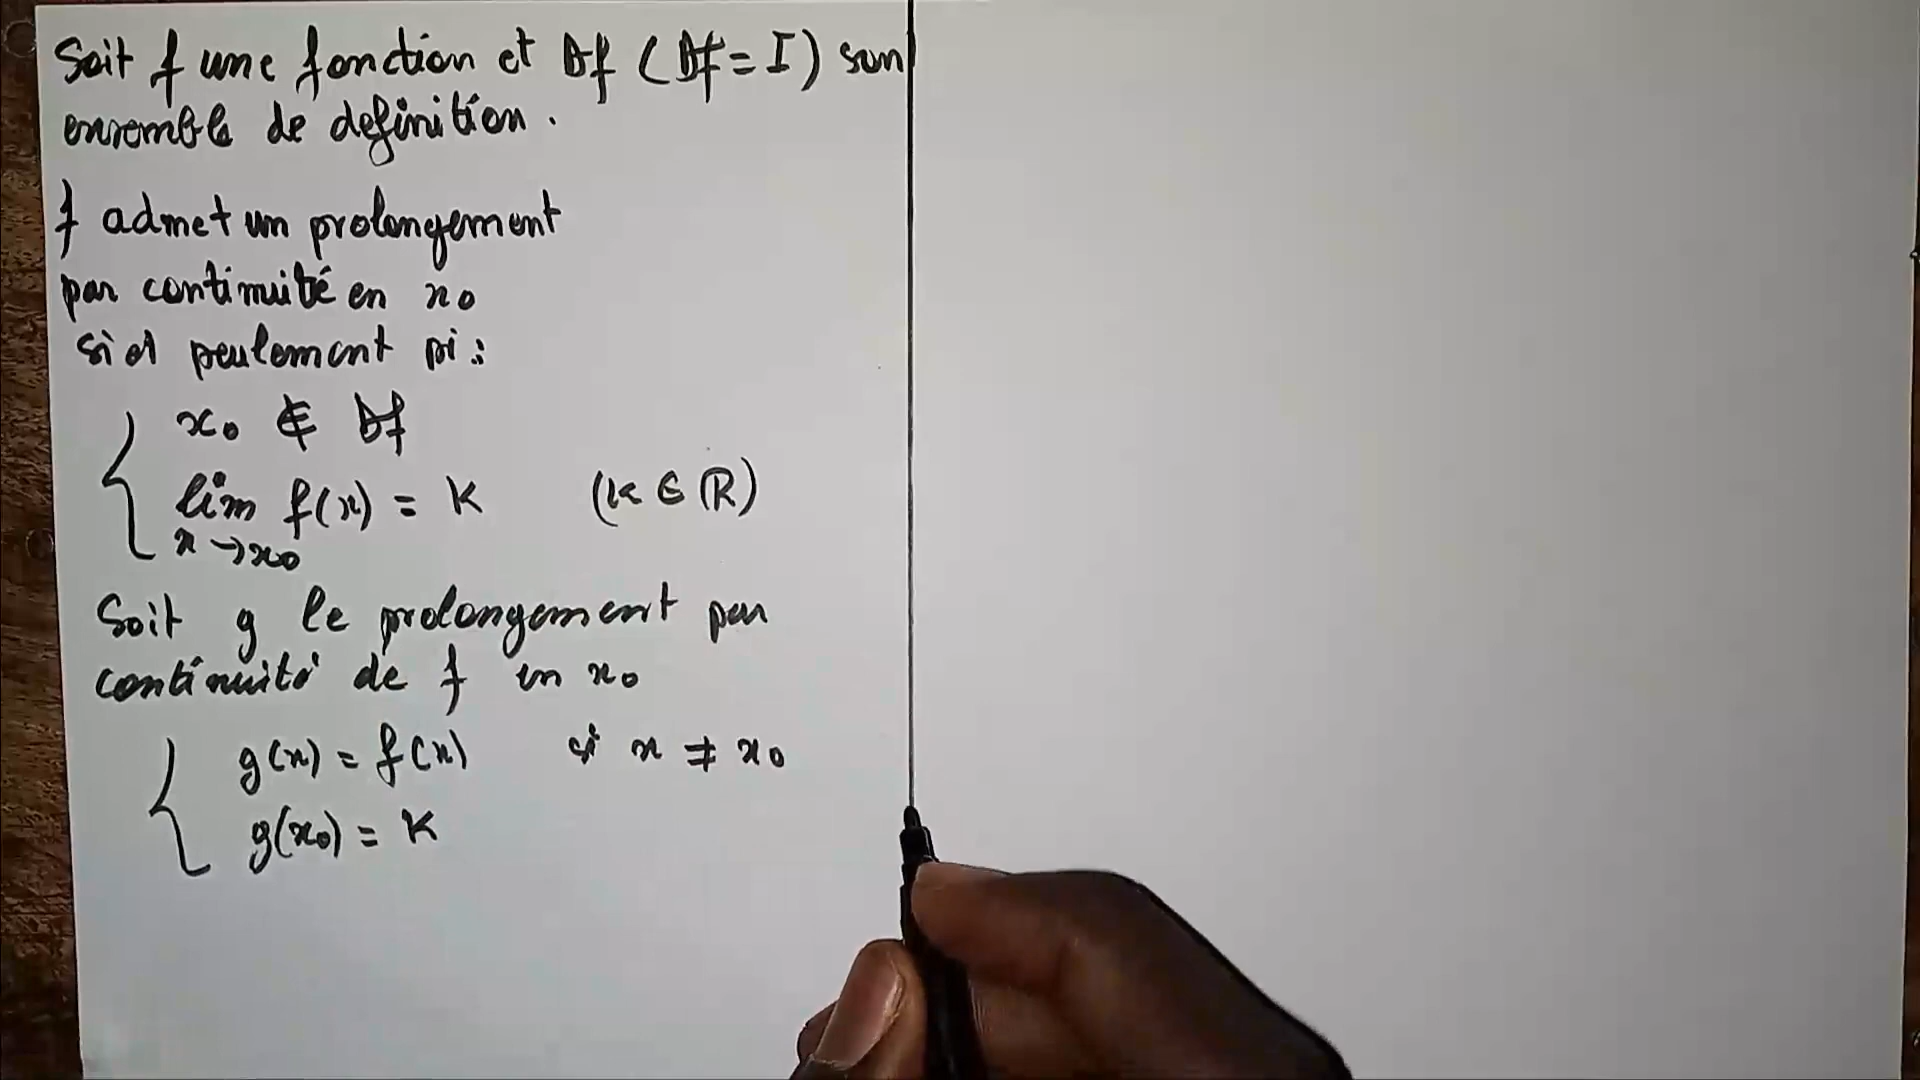 Soit f une fonction et Df (Df = I) son
ensemble de definition.
f admet un prolongement
par continuité en x0
si et seulement si :
x0 ∉ Df
lim f(x) = K (K ∈ ℝ)
x → x0
Soit g le prolongement par
continuité de f en x0
g(x) = f(x) si x ≠ x0
g(x0) = K